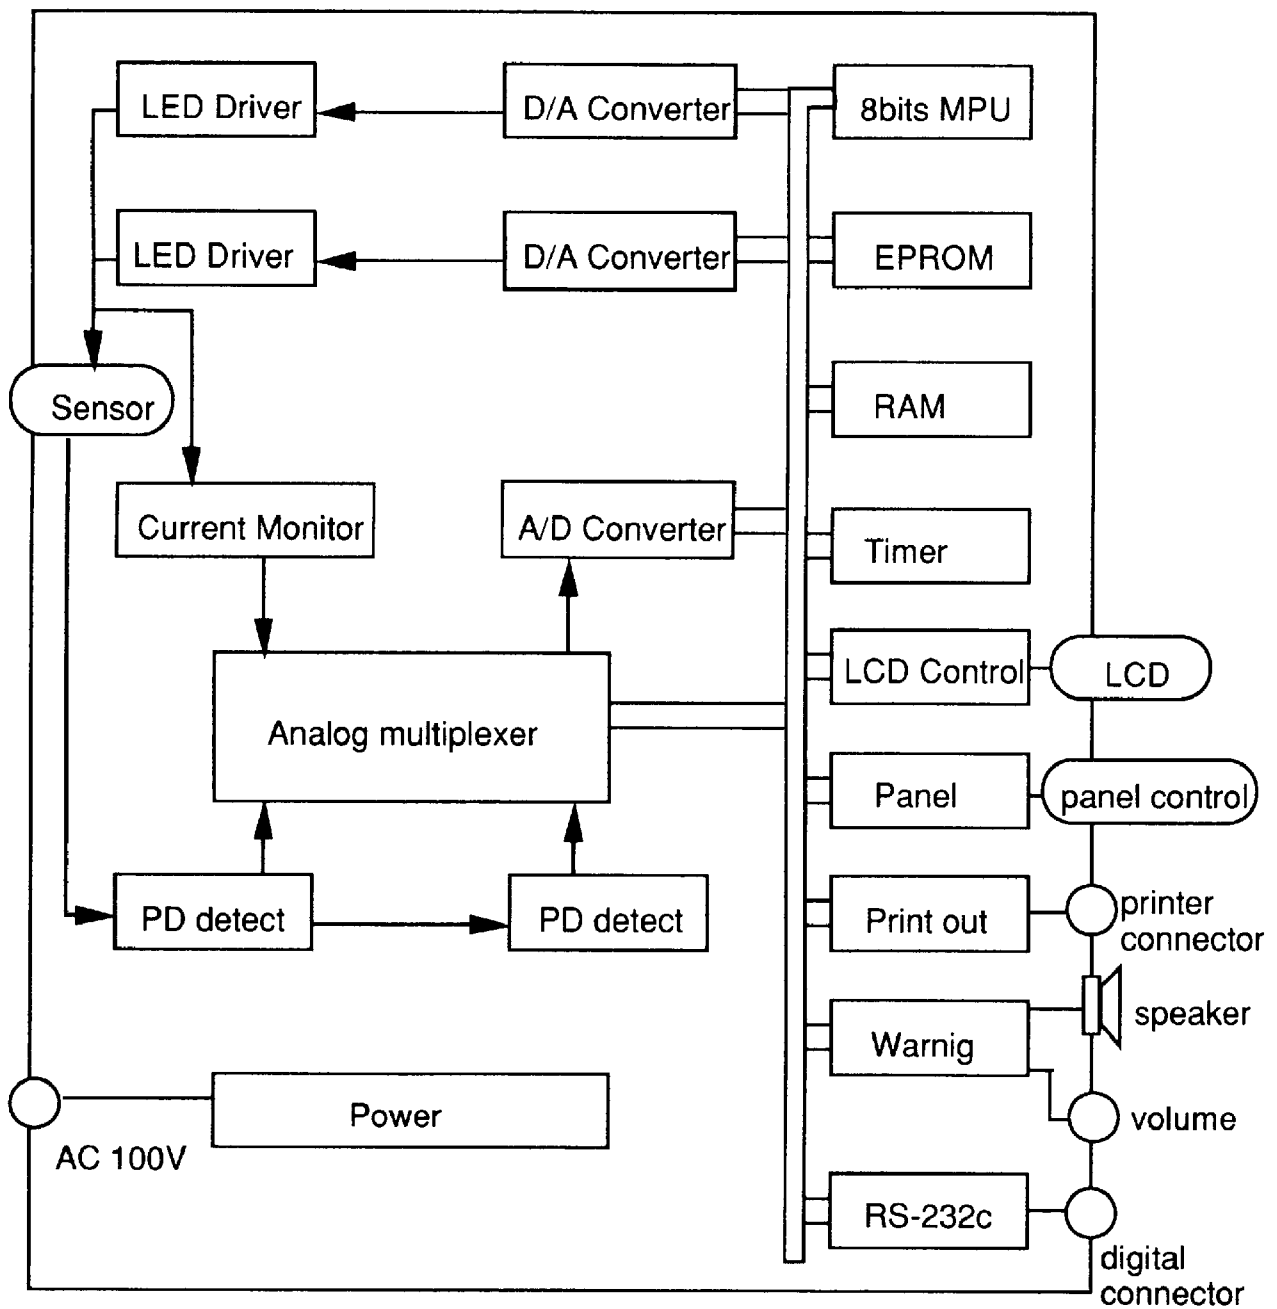 LED Driver
D/A Converter
8bits MPU
LED Driver
D/A Converter
EPROM
Sensor
RAM
Current Monitor
A/D Converter
Timer
LCD Control
LCD
Analog multiplexer
Panel
panel control
PD detect
PD detect
Print out
printer
connector
Warnig
speaker
Power
volume
AC 100V
RS-232c
digital
connector